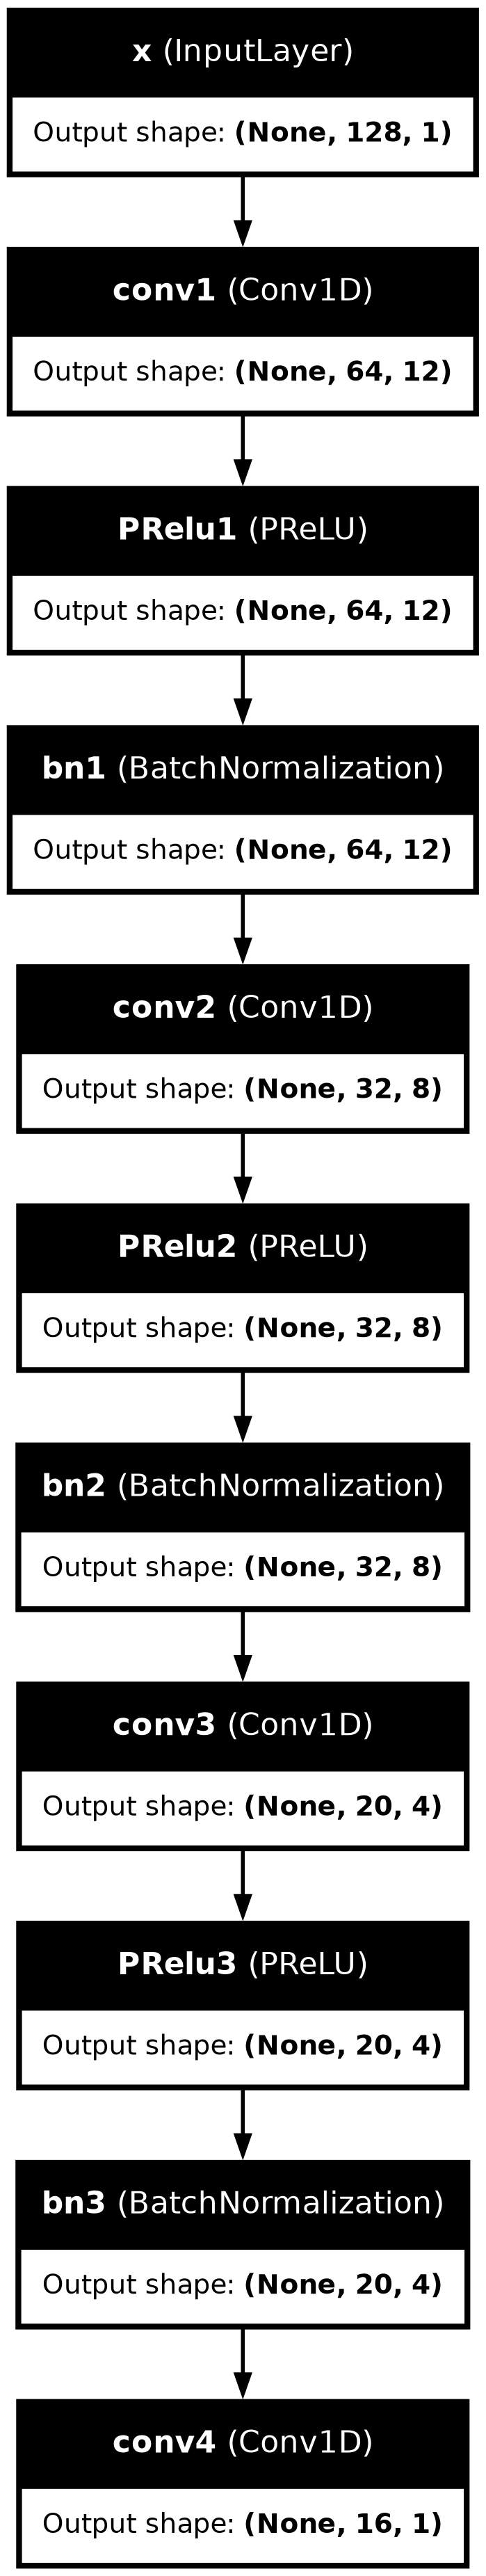 x (InputLayer)
Output shape: (None, 128, 1)
conv1 (Conv1D)
Output shape: (None, 64, 12)
PRelu1 (PReLU)
Output shape: (None, 64, 12)
bn1 (BatchNormalization)
Output shape: (None, 64, 12)
conv2 (Conv1D)
Output shape: (None, 32, 8)
PRelu2 (PReLU)
Output shape: (None, 32, 8)
bn2 (BatchNormalization)
Output shape: (None, 32, 8)
conv3 (Conv1D)
Output shape: (None, 20, 4)
PRelu3 (PReLU)
Output shape: (None, 20, 4)
bn3 (BatchNormalization)
Output shape: (None, 20, 4)
conv4 (Conv1D)
Output shape: (None, 16, 1)